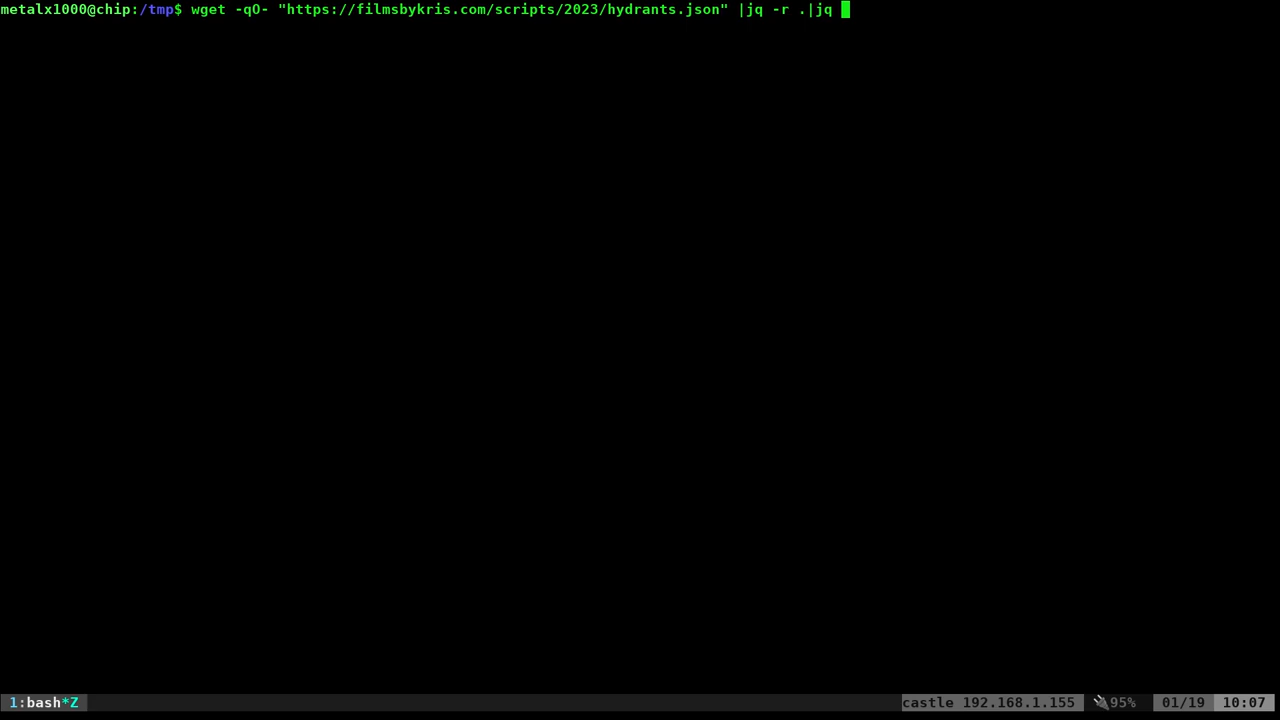 metalx1000@chip:/tmp$ wget -qO- "https://filmsbykris.com/scripts/2023/hydrants.json" |jq -r .|jq
1:bash*Z castle 192.168.1.155 🔌95% 01/19 10:07